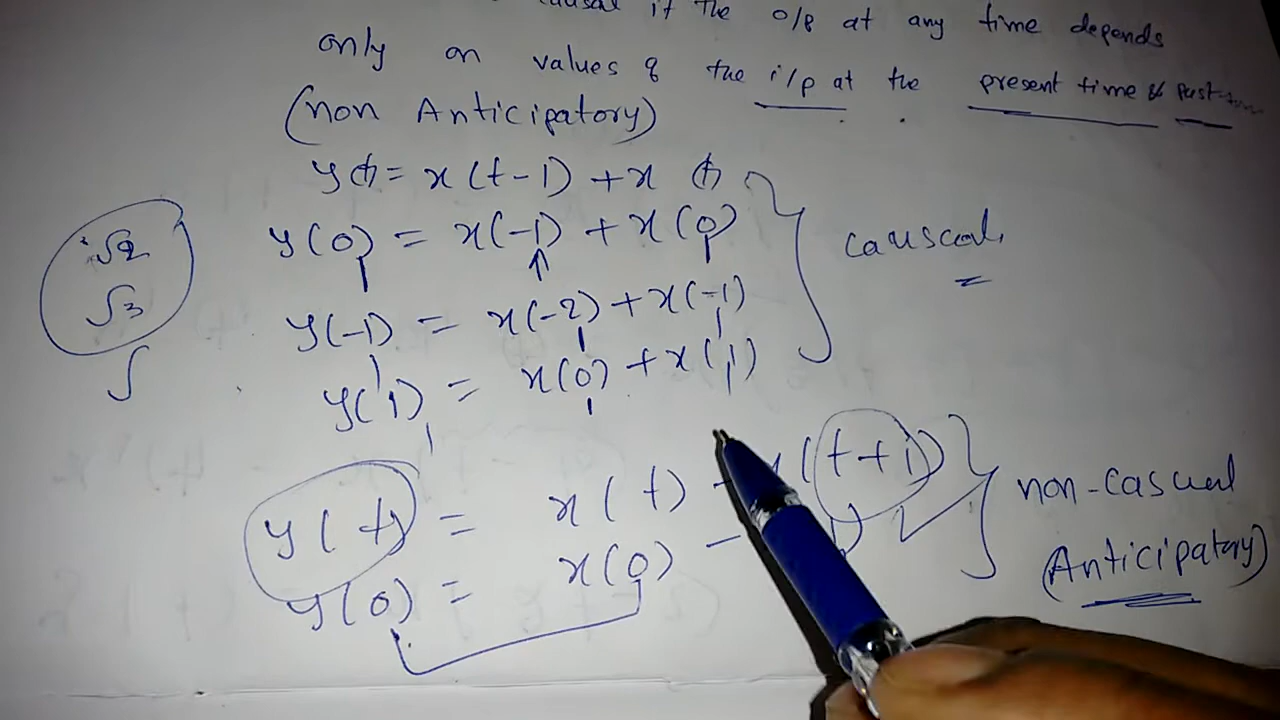 causal if the o/p at any time depends
only on values of the i/p at the present time & past
(non Anticipatory)
y(t) = x(t-1) + x(t)
y(0) = x(-1) + x(0)
causcal
y(-1) = x(-2) + x(-1)
y(1) = x(0) + x(1)
√2
√3
∫
y(t) = x(t) - x(t+1)
y(0) = x(0) -
non-casual
(Anticipatory)